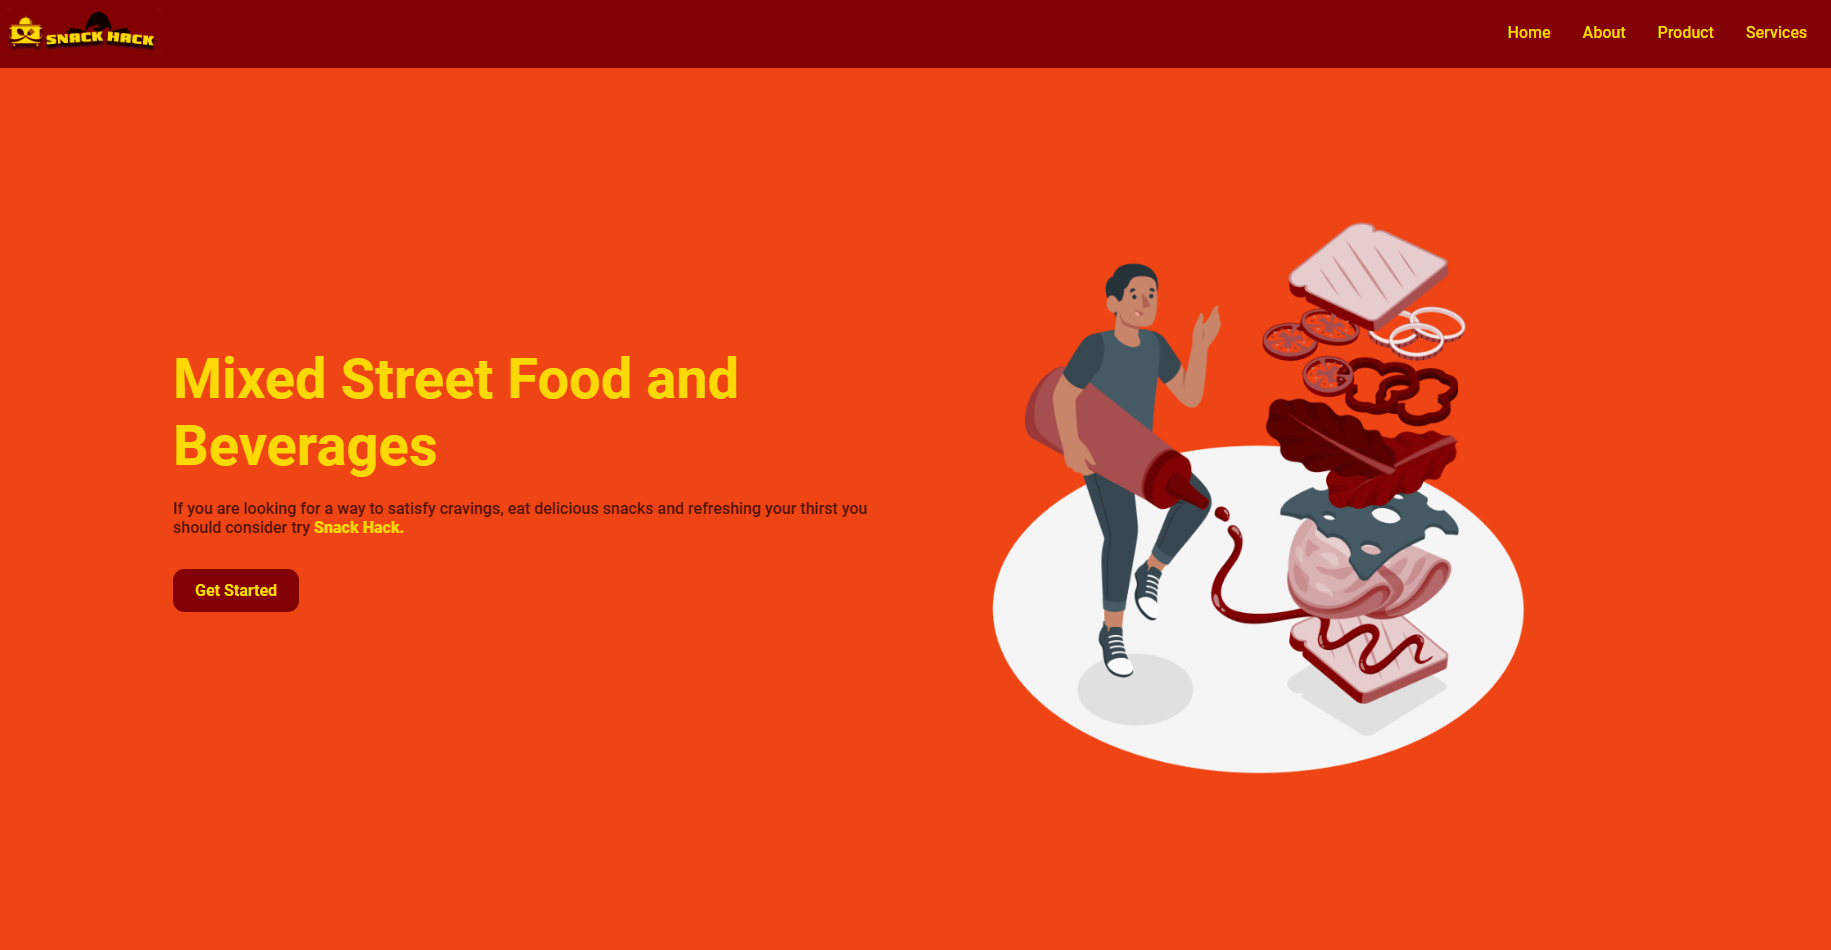 SNACK HACK
Home About Product Services
Mixed Street Food and
Beverages
If you are looking for a way to satisfy cravings, eat delicious snacks and refreshing your thirst you
should consider try Snack Hack.
Get Started